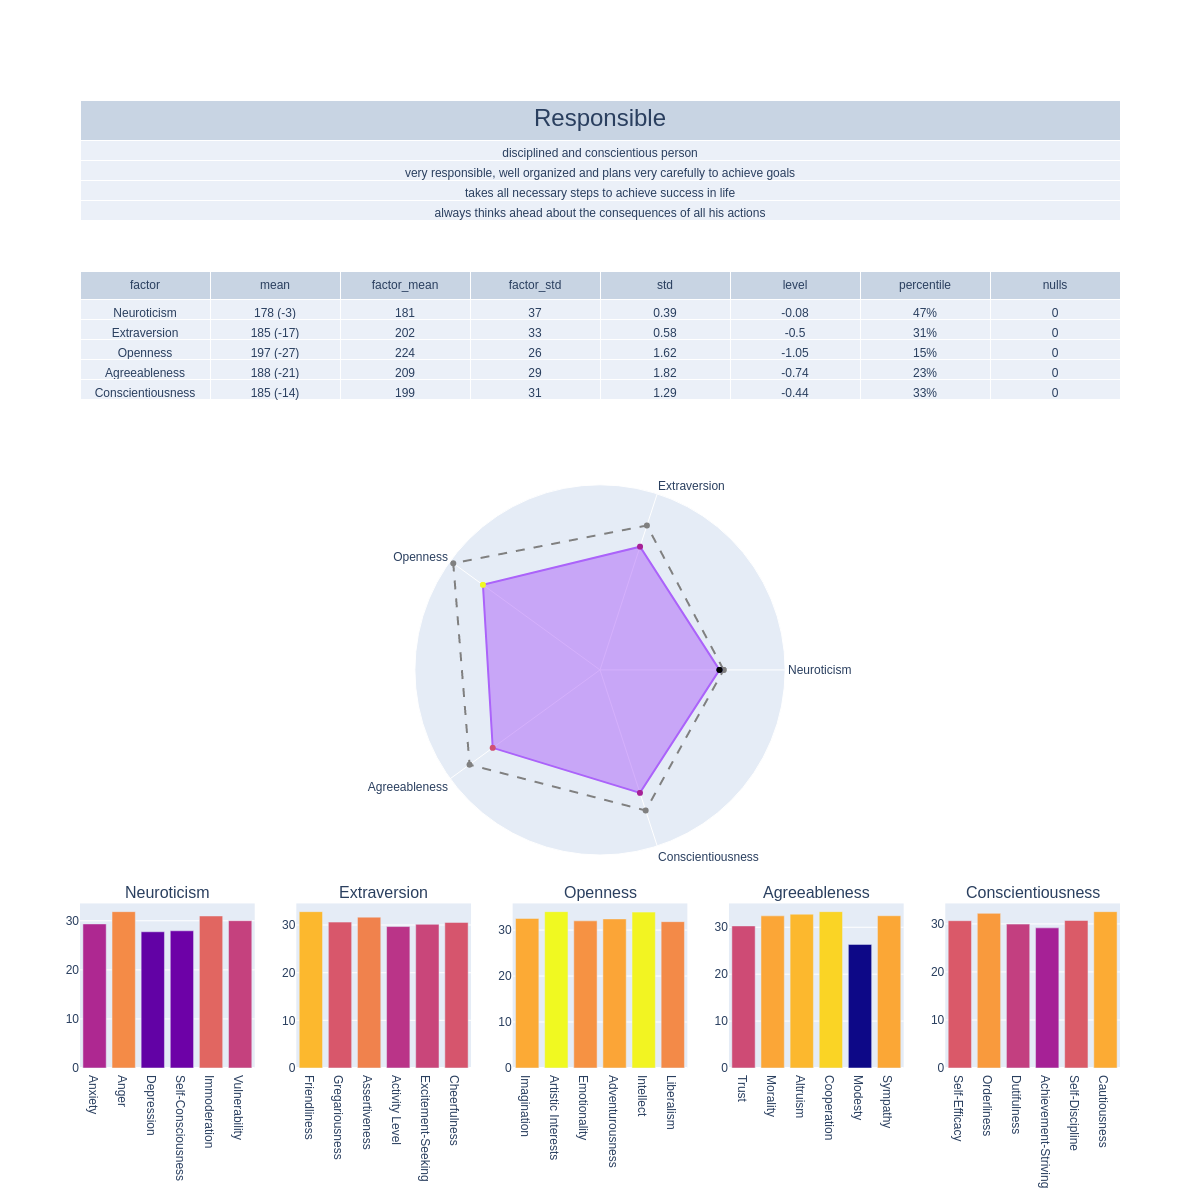 Responsible
disciplined and conscientious person
very responsible, well organized and plans very carefully to achieve goals
takes all necessary steps to achieve success in life
always thinks ahead about the consequences of all his actions
factor mean factor_mean factor_std std level percentile nulls
Neuroticism 178 (-3) 181 37 0.39 -0.08 47% 0
Extraversion 185 (-17) 202 33 0.58 -0.5 31% 0
Openness 197 (-27) 224 26 1.62 -1.05 15% 0
Agreeableness 188 (-21) 209 29 1.82 -0.74 23% 0
Conscientiousness 185 (-14) 199 31 1.29 -0.44 33% 0
Extraversion
Openness
Neuroticism
Agreeableness
Conscientiousness
Neuroticism
30
20
10
0
Anxiety
Anger
Depression
Self-Consciousness
Immoderation
Vulnerability
Extraversion
30
20
10
0
Friendliness
Gregariousness
Assertiveness
Activity Level
Excitement-Seeking
Cheerfulness
Openness
30
20
10
0
Imagination
Artistic Interests
Emotionality
Adventurousness
Intellect
Liberalism
Agreeableness
30
20
10
0
Trust
Morality
Altruism
Cooperation
Modesty
Sympathy
Conscientiousness
30
20
10
0
Self-Efficacy
Orderliness
Dutifulness
Achievement-Striving
Self-Discipline
Cautiousness